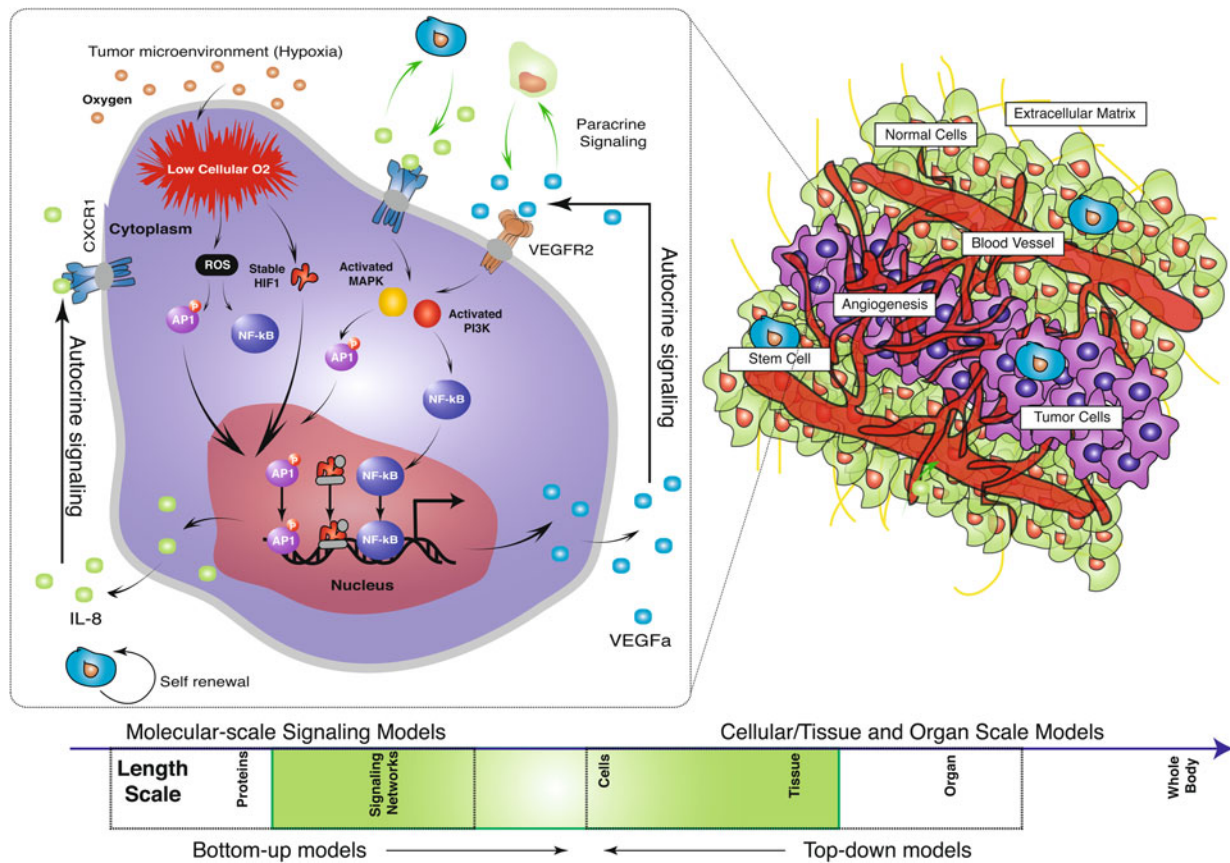 Tumor microenvironment (Hypoxia)
Oxygen
Low Cellular O2
Paracrine
Signaling
CXCR1
Cytoplasm
VEGFR2
ROS
Stable
HIF1
Activated
MAPK
Activated
PI3K
AP1
P
NF-kB
AP1
P
NF-kB
Autocrine signaling
Autocrine signaling
AP1
P
NF-kB
AP1
P
NF-kB
Nucleus
IL-8
VEGFa
Self renewal
Normal Cells
Extracellular Matrix
Blood Vessel
Angiogenesis
Stem Cell
Tumor Cells
Molecular-scale Signaling Models
Cellular/Tissue and Organ Scale Models
Length
Scale
Proteins
Signaling
Networks
Cells
Tissue
Organ
Whole
Body
Bottom-up models
Top-down models